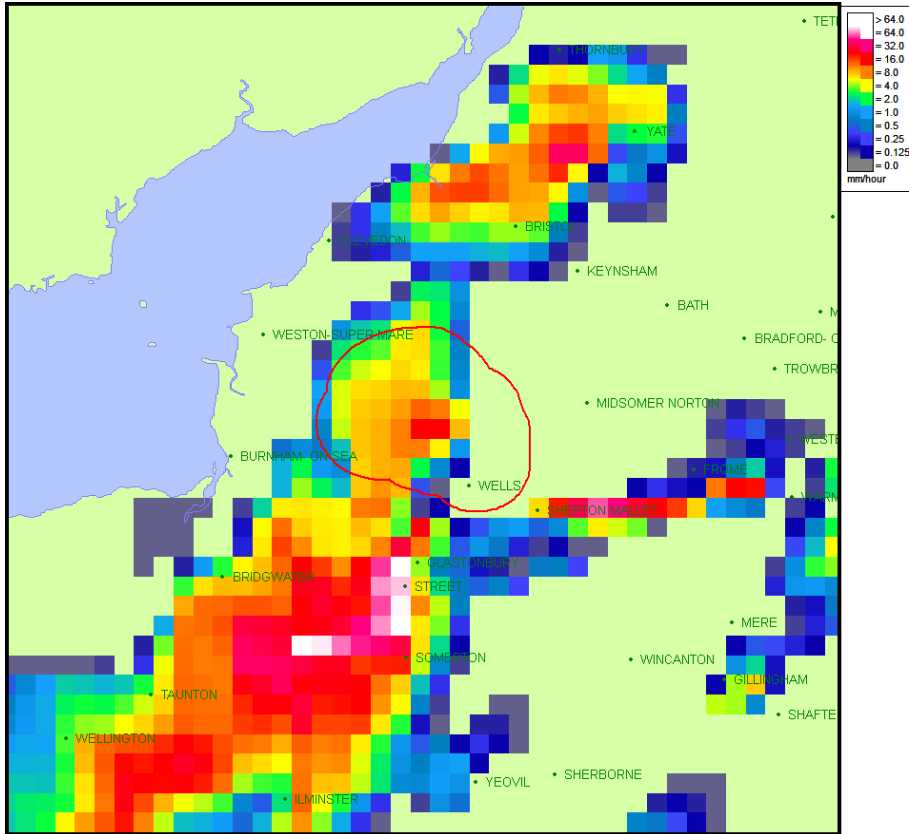 > 64.0
= 64.0
= 32.0
= 16.0
= 8.0
= 4.0
= 2.0
= 1.0
= 0.5
= 0.25
= 0.125
= 0.0
mm/hour
TET
THORNBURY
YATE
BRISTOL
CLEVEDON
KEYNSHAM
BATH
M
WESTON-SUPER-MARE
BRADFORD- O
TROWBR
MIDSOMER NORTON
WESTE
BURNHAM-ON-SEA
FROME
WELLS
WARM
SHEPTON MALLET
GLASTONBURY
BRIDGWATER
STREET
MERE
SOMERTON
WINCANTON
GILLINGHAM
TAUNTON
SHAFTE
WELLINGTON
SHERBORNE
YEOVIL
ILMINSTER